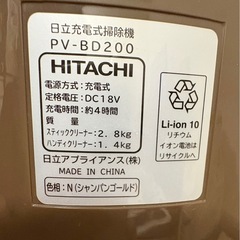 日立充電式掃除機
PV-BD200
HITACHI
電源方式：充電式
定格電圧：DC18V
充電時間：約4時間
質　　量
スティッククリーナー：2.8kg
ハンディクリーナー：1.4kg
日立アプライアンス(株)
MADE IN CHINA
色相：N(シャンパンゴールド)
Li-ion 10
リチウム
イオン電池は
リサイクルへ